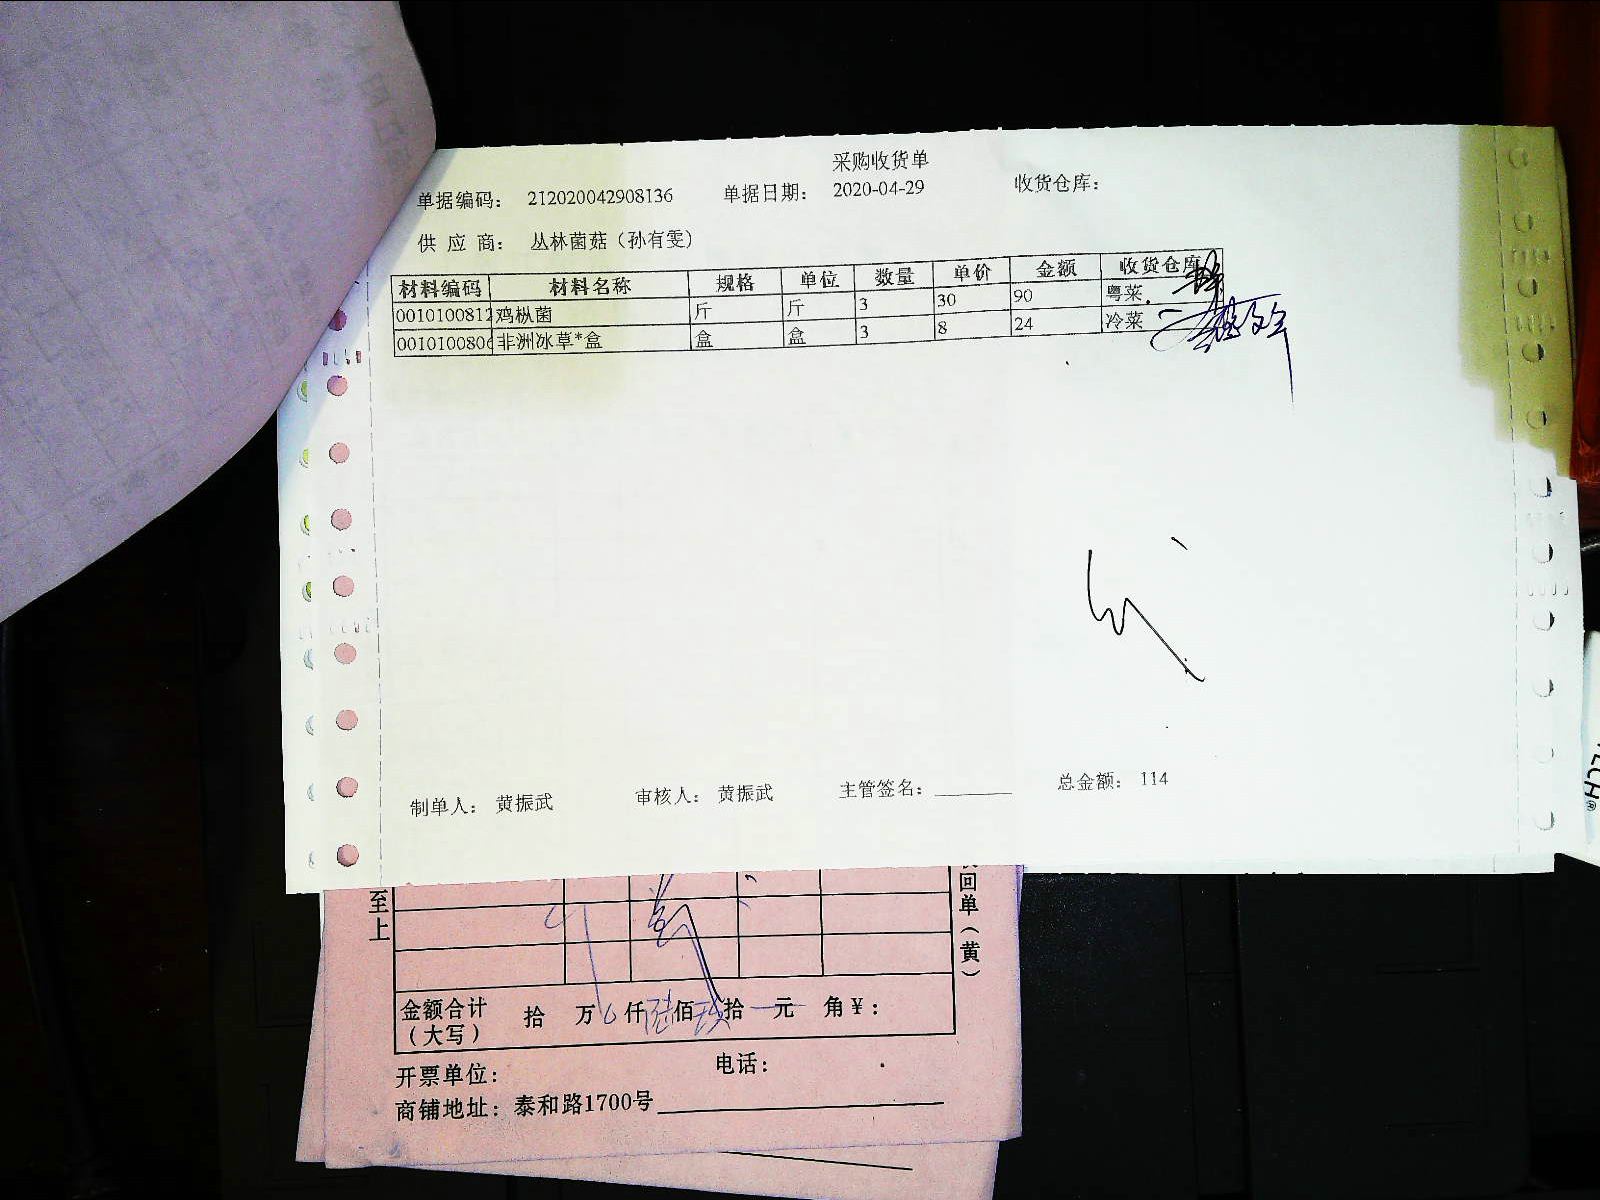 采购收货单
单据编码： 212020042908136 单据日期： 2020-04-29 收货仓库：
供 应 商： 丛林菌菇（孙有雯）
材料编码 材料名称 规格 单位 数量 单价 金额 收货仓库
0010100812 鸡枞菌 斤 斤 3 30 90 粤菜
001010080 非洲冰草*盒 盒 盒 3 8 24 冷菜
制单人： 黄振武 审核人： 黄振武 主管签名： 总金额： 114
至上
回单（黄）
金额合计（大写） 拾 万 仟 佰 拾 元 角¥：
开票单位： 电话：
商铺地址：泰和路1700号